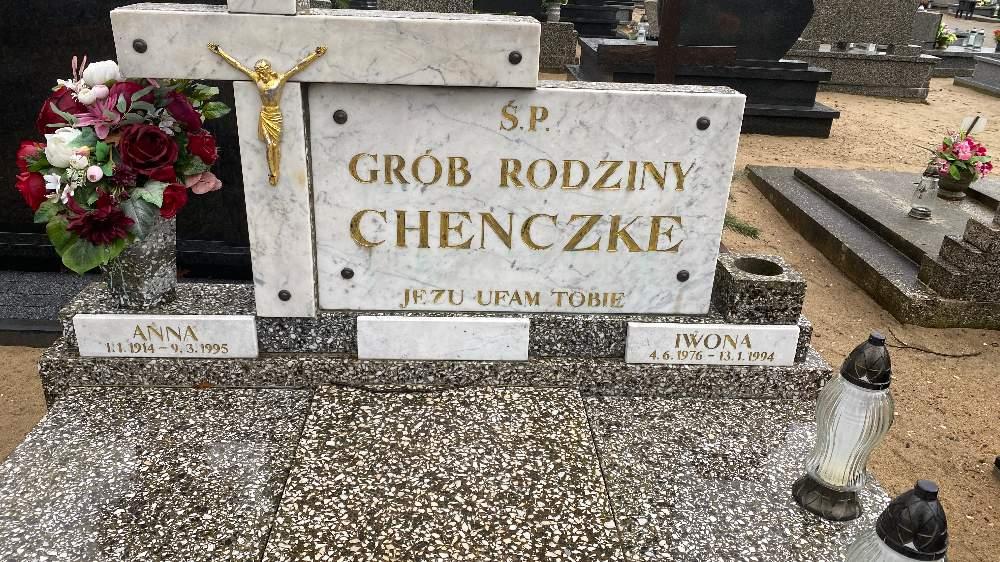 Ś.P.
GRÓB RODZINY
CHENCZKE
JEZU UFAM TOBIE
ANNA
1.1.1914 – 9.3.1995
IWONA
4.6.1976 – 13.1.1994